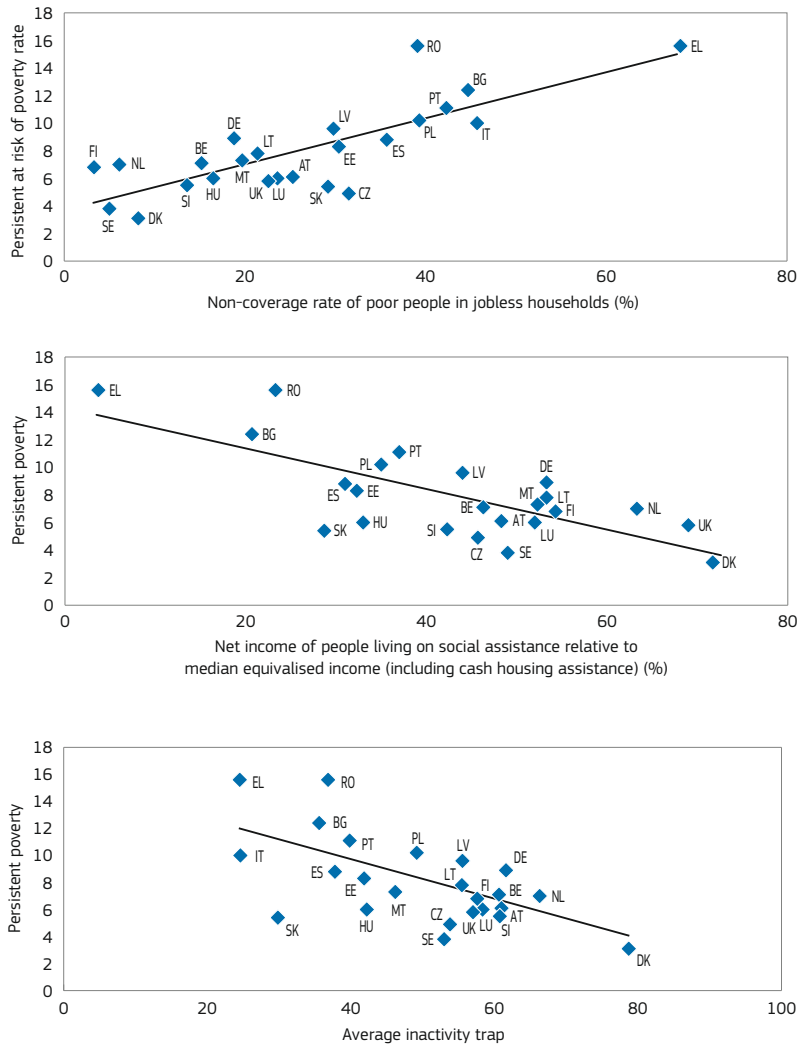 18
16
14
12
10
8
6
4
2
0
Persistent at risk of poverty rate
RO
EL
BG
PT
PL
IT
DE
LV
FI
NL
BE
LT
EE
ES
MT
AT
SI
HU
UK
LU
SK
CZ
SE
DK
0 20 40 60 80
Non-coverage rate of poor people in jobless households (%)
18
16
14
12
10
8
6
4
2
0
Persistent poverty
EL
RO
BG
PT
PL
LV
DE
ES
EE
MT
LT
BE
FI
NL
SK
HU
SI
AT
LU
UK
CZ
SE
DK
0 20 40 60 80
Net income of people living on social assistance relative to
median equivalised income (including cash housing assistance) (%)
18
16
14
12
10
8
6
4
2
0
Persistent poverty
EL
RO
BG
PT
PL
LV
DE
IT
ES
EE
LT
FI
BE
NL
MT
SK
HU
CZ
SE
UK
LU
AT
SI
DK
0 20 40 60 80 100
Average inactivity trap